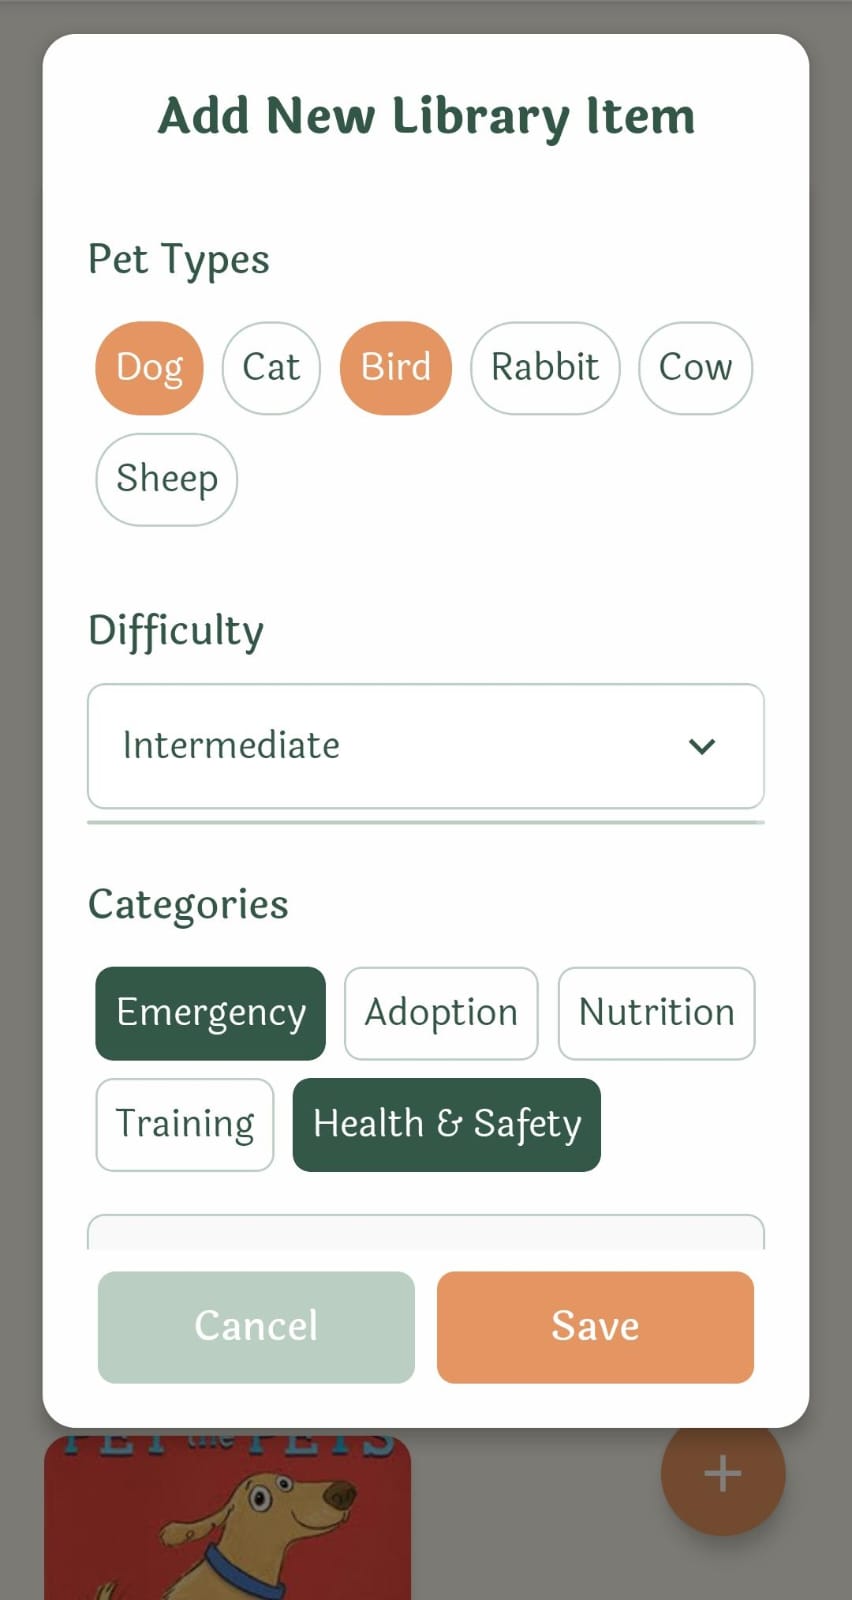 Add New Library Item
Pet Types
Dog Cat Bird Rabbit Cow
Sheep
Difficulty
Intermediate
Categories
Emergency Adoption Nutrition
Training Health & Safety
Cancel Save
PET the PETS